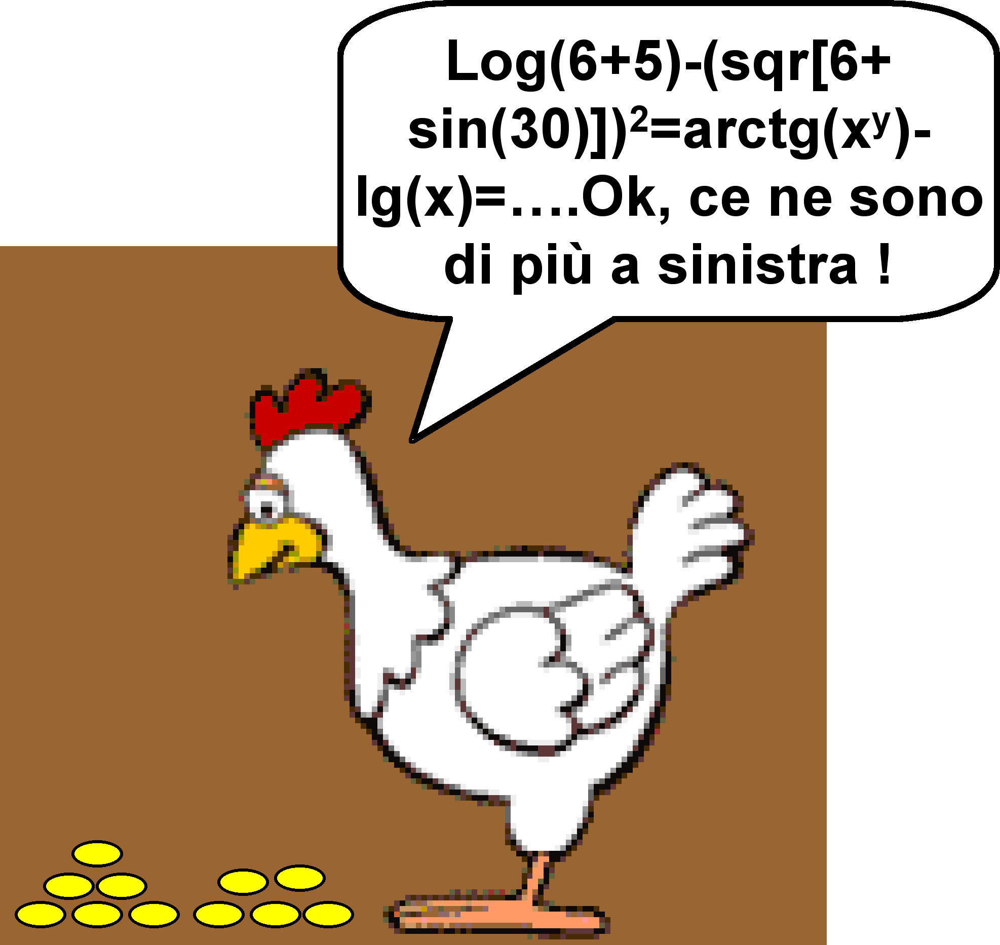 Log(6+5)-(sqr[6+
sin(30)])²=arctg(xʸ)-
lg(x)=….Ok, ce ne sono
di più a sinistra !